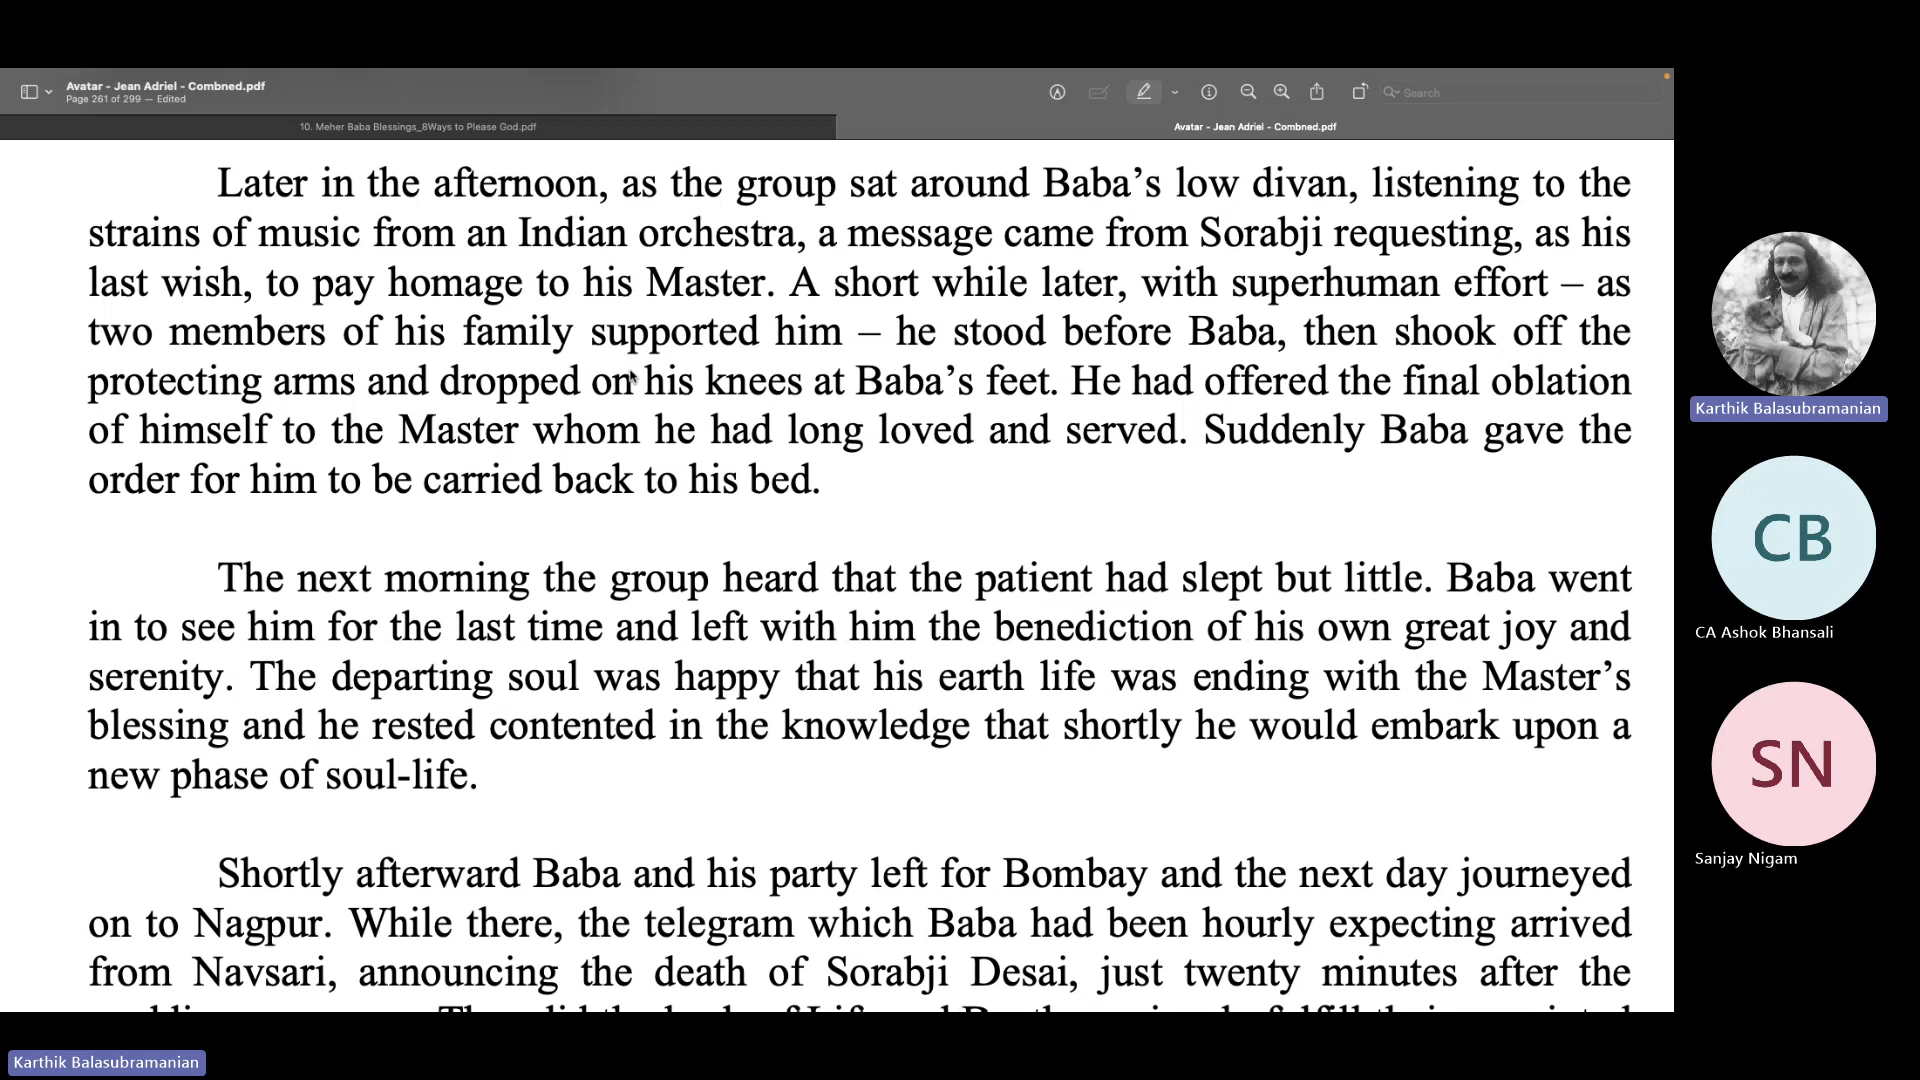 Avatar - Jean Adriel - Combned.pdf
Page 261 of 299 — Edited
Search
10. Meher Baba Blessings_8Ways to Please God.pdf
Avatar - Jean Adriel - Combned.pdf
Later in the afternoon, as the group sat around Baba’s low divan, listening to the
strains of music from an Indian orchestra, a message came from Sorabji requesting, as his
last wish, to pay homage to his Master. A short while later, with superhuman effort – as
two members of his family supported him – he stood before Baba, then shook off the
protecting arms and dropped on his knees at Baba’s feet. He had offered the final oblation
of himself to the Master whom he had long loved and served. Suddenly Baba gave the
order for him to be carried back to his bed.
The next morning the group heard that the patient had slept but little. Baba went
in to see him for the last time and left with him the benediction of his own great joy and
serenity. The departing soul was happy that his earth life was ending with the Master’s
blessing and he rested contented in the knowledge that shortly he would embark upon a
new phase of soul-life.
Shortly afterward Baba and his party left for Bombay and the next day journeyed
on to Nagpur. While there, the telegram which Baba had been hourly expecting arrived
from Navsari, announcing the death of Sorabji Desai, just twenty minutes after the
Karthik Balasubramanian
CB
CA Ashok Bhansali
SN
Sanjay Nigam
Karthik Balasubramanian